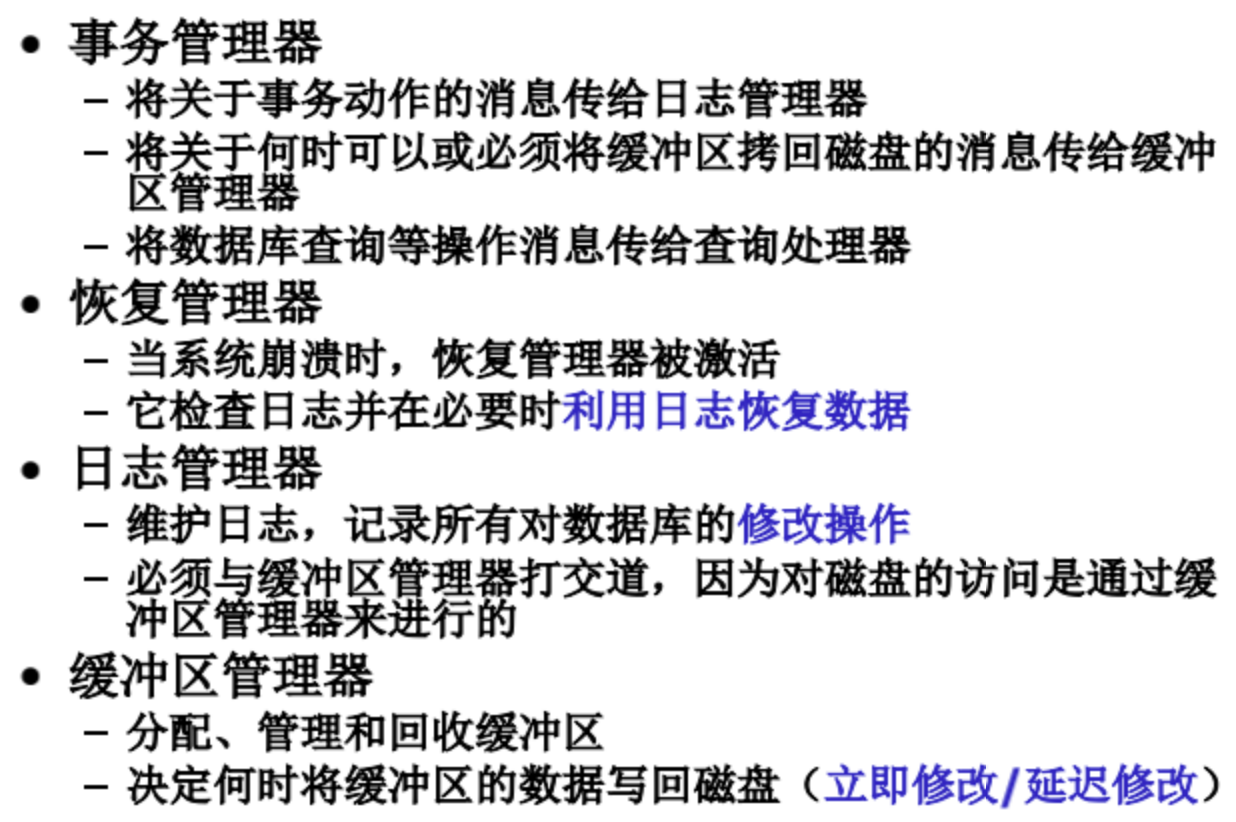 • 事务管理器
– 将关于事务动作的消息传给日志管理器
– 将关于何时可以或必须将缓冲区拷回磁盘的消息传给缓冲
区管理器
– 将数据库查询等操作消息传给查询处理器
• 恢复管理器
– 当系统崩溃时，恢复管理器被激活
– 它检查日志并在必要时利用日志恢复数据
• 日志管理器
– 维护日志，记录所有对数据库的修改操作
– 必须与缓冲区管理器打交道，因为对磁盘的访问是通过缓
冲区管理器来进行的
• 缓冲区管理器
– 分配、管理和回收缓冲区
– 决定何时将缓冲区的数据写回磁盘（立即修改/延迟修改）